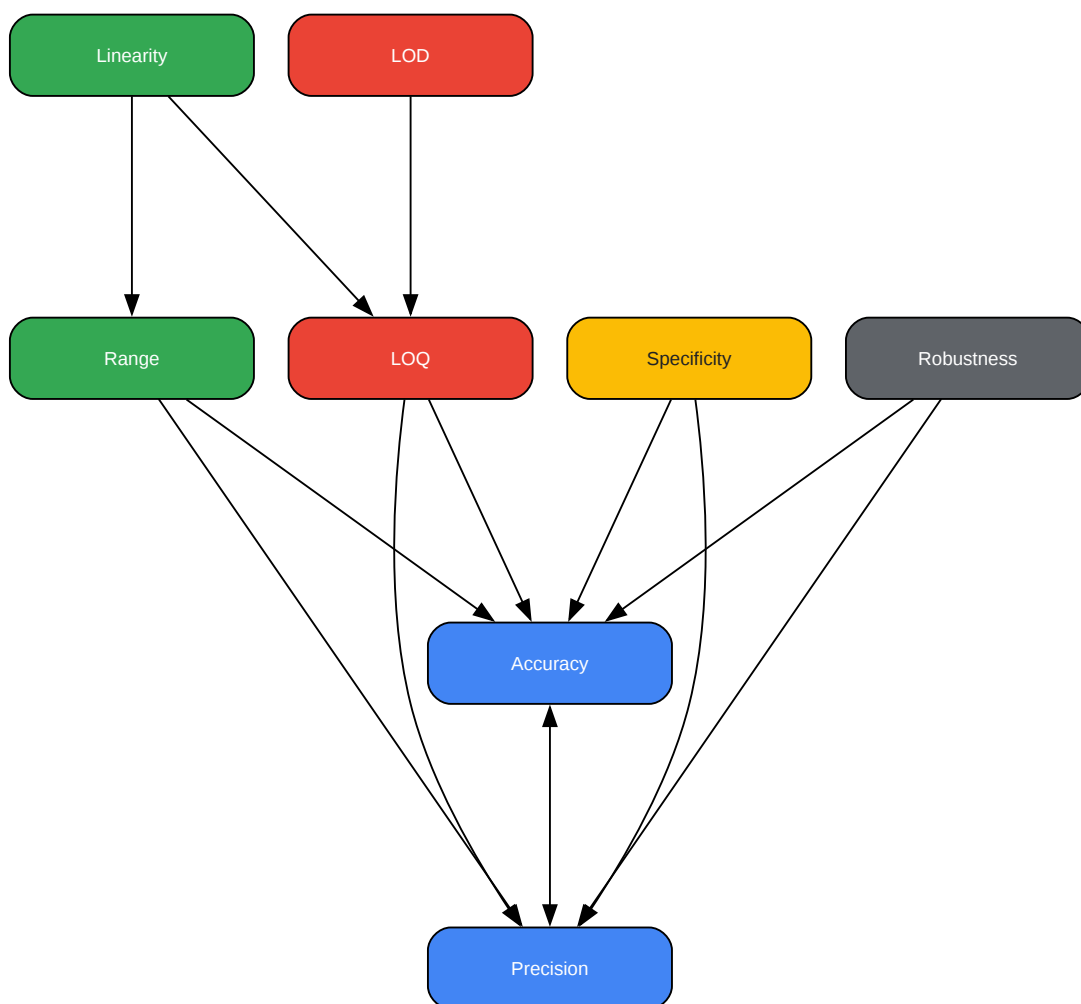 Linearity
LOD
Range
LOQ
Specificity
Robustness
Accuracy
Precision